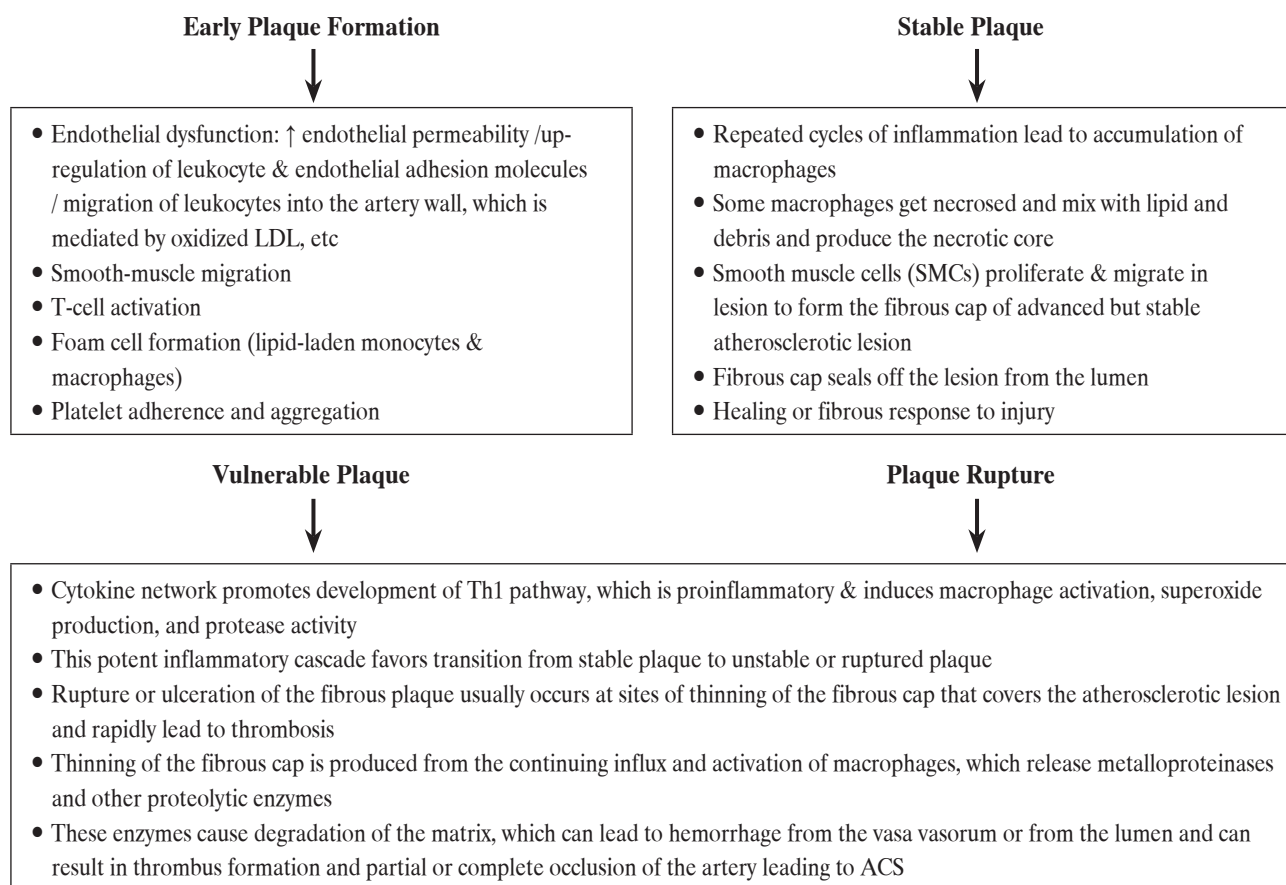 Early Plaque Formation
• Endothelial dysfunction: ↑ endothelial permeability /up-
regulation of leukocyte & endothelial adhesion molecules
/ migration of leukocytes into the artery wall, which is
mediated by oxidized LDL, etc
• Smooth-muscle migration
• T-cell activation
• Foam cell formation (lipid-laden monocytes &
macrophages)
• Platelet adherence and aggregation
Stable Plaque
• Repeated cycles of inflammation lead to accumulation of
macrophages
• Some macrophages get necrosed and mix with lipid and
debris and produce the necrotic core
• Smooth muscle cells (SMCs) proliferate & migrate in
lesion to form the fibrous cap of advanced but stable
atherosclerotic lesion
• Fibrous cap seals off the lesion from the lumen
• Healing or fibrous response to injury
Vulnerable Plaque
Plaque Rupture
• Cytokine network promotes development of Th1 pathway, which is proinflammatory & induces macrophage activation, superoxide
production, and protease activity
• This potent inflammatory cascade favors transition from stable plaque to unstable or ruptured plaque
• Rupture or ulceration of the fibrous plaque usually occurs at sites of thinning of the fibrous cap that covers the atherosclerotic lesion
and rapidly lead to thrombosis
• Thinning of the fibrous cap is produced from the continuing influx and activation of macrophages, which release metalloproteinases
and other proteolytic enzymes
• These enzymes cause degradation of the matrix, which can lead to hemorrhage from the vasa vasorum or from the lumen and can
result in thrombus formation and partial or complete occlusion of the artery leading to ACS